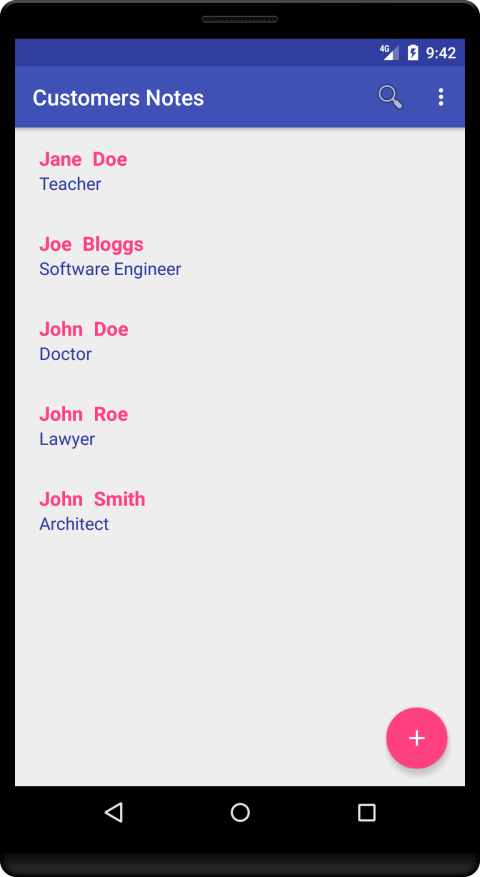 4G 9:42
Customers Notes
Jane Doe
Teacher
Joe Bloggs
Software Engineer
John Doe
Doctor
John Roe
Lawyer
John Smith
Architect
+